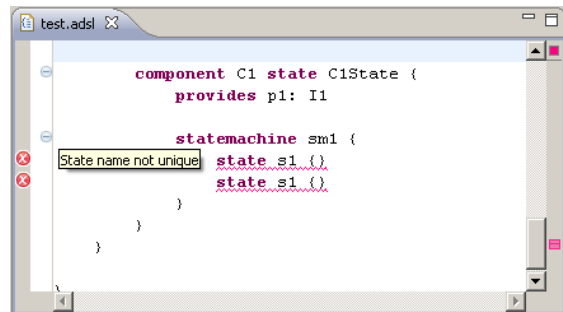 test.adsl
component C1 state C1State {
provides p1: I1
statemachine sm1 {
State name not unique
state s1 {}
state s1 {}
}
}
}
}